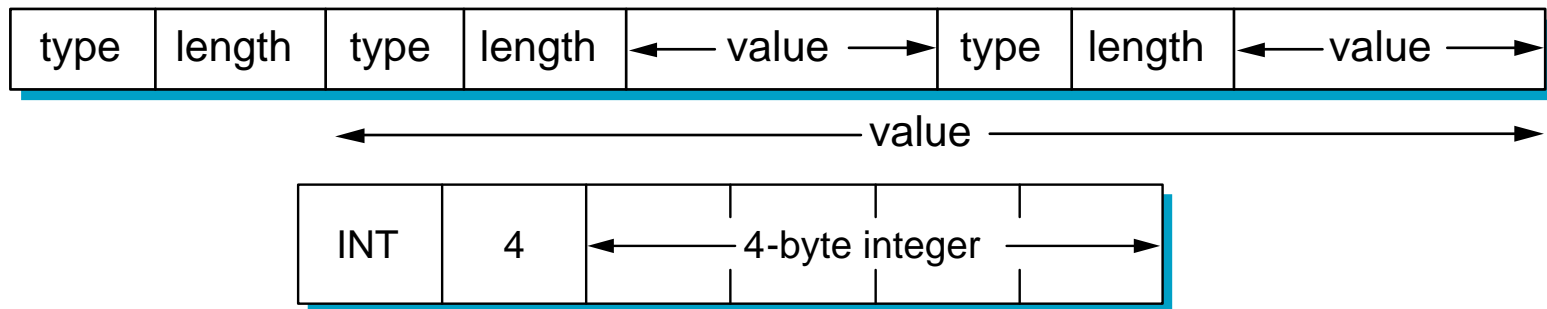 type length type length value type length value
value
INT 4 4-byte integer